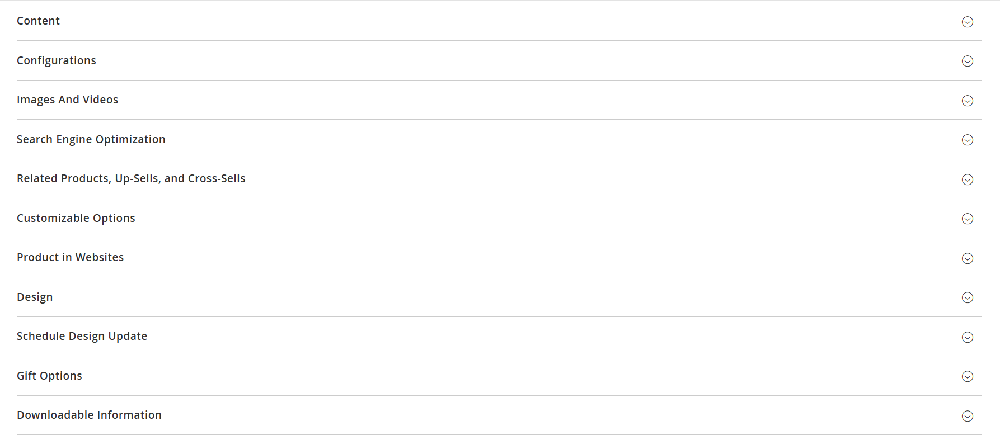 Content
Configurations
Images And Videos
Search Engine Optimization
Related Products, Up-Sells, and Cross-Sells
Customizable Options
Product in Websites
Design
Schedule Design Update
Gift Options
Downloadable Information